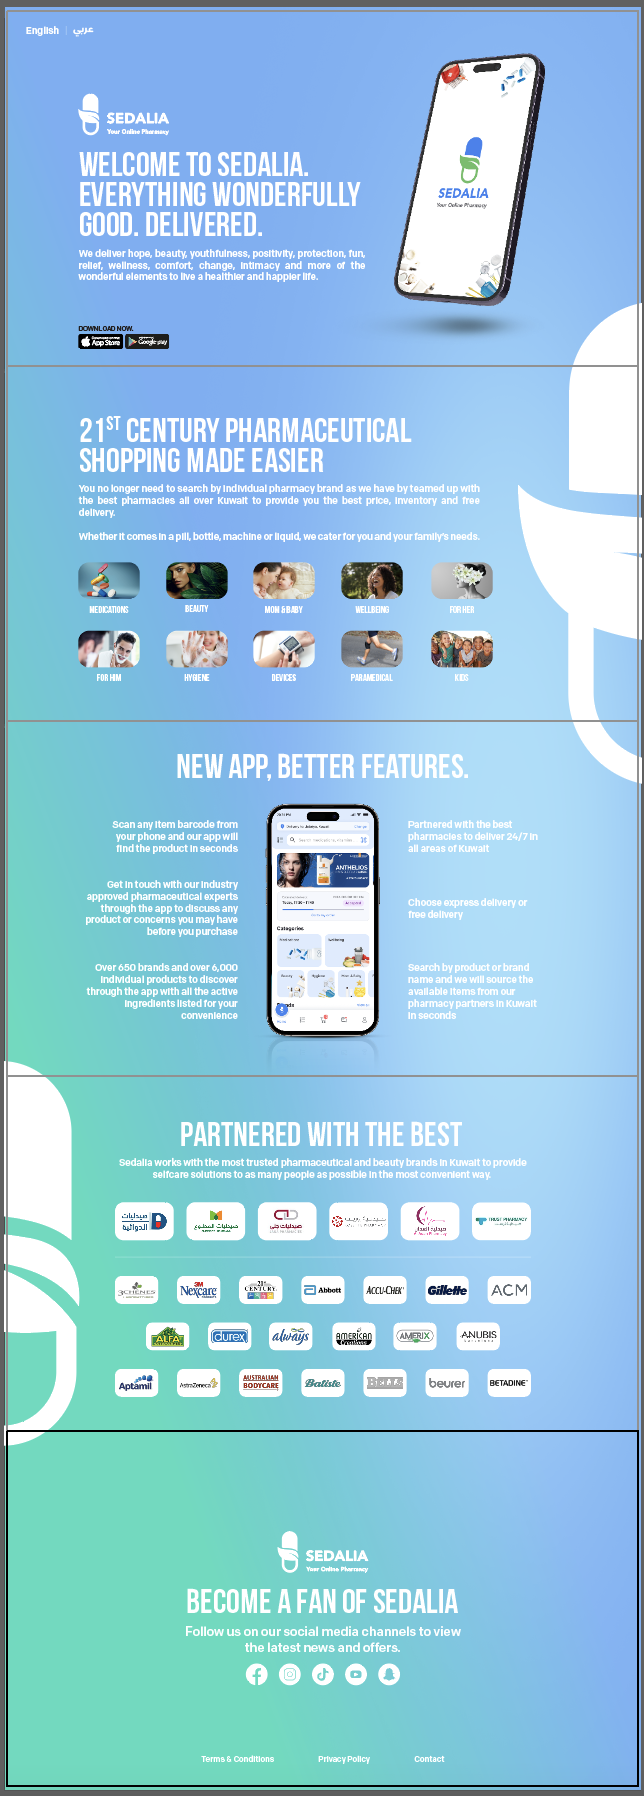 English | عربي
SEDALIA
Your Online Pharmacy
WELCOME TO SEDALIA.
EVERYTHING WONDERFULLY
GOOD. DELIVERED.
We deliver hope, beauty, youthfulness, positivity, protection, fun,
relief, wellness, comfort, change, intimacy and more of the
wonderful elements to live a healthier and happier life.
DOWNLOAD NOW.
App Store
Google play
SEDALIA
Your Online Pharmacy
21ST CENTURY PHARMACEUTICAL
SHOPPING MADE EASIER
You no longer need to search by individual pharmacy brand as we have by teamed up with
the best pharmacies all over Kuwait to provide you the best price, inventory and free
delivery.
Whether it comes in a pill, bottle, machine or liquid, we cater for you and your family's needs.
MEDICATIONS
BEAUTY
MOM & BABY
WELLBEING
FOR HER
FOR HIM
HYGIENE
DEVICES
PARAMEDICAL
KIDS
NEW APP, BETTER FEATURES.
Scan any item barcode from
your phone and our app will
find the product in seconds
Get in touch with our industry
approved pharmaceutical experts
through the app to discuss any
product or concerns you may have
before you purchase
Over 650 brands and over 6,000
individual products to discover
through the app with all the active
ingredients listed for your
convenience
ANTHELIOS
Categories
Medications
Wellbeing
Beauty
Hygiene
Partnered with the best
pharmacies to deliver 24/7 in
all areas of Kuwait
Choose express delivery or
free delivery
Search by product or brand
name and we will source the
available items from our
pharmacy partners in Kuwait
in seconds
PARTNERED WITH THE BEST
Sedalia works with the most trusted pharmaceutical and beauty brands in Kuwait to provide
selfcare solutions to as many people as possible in the most convenient way.
صيدليات
الدوائية
TRUST PHARMACY
3CHENES
3M
Nexcare
21st
CENTURY
Abbott
ACCU-CHEK
Gillette
ACM
ALFA
durex
always
AMERICAN
Creations
AMERIX
ANUBIS
Aptamil
AstraZeneca
AUSTRALIAN
BODYCARE
Batiste
BELLS
beurer
BETADINE
SEDALIA
Your Online Pharmacy
BECOME A FAN OF SEDALIA
Follow us on our social media channels to view
the latest news and offers.
Terms & Conditions
Privacy Policy
Contact